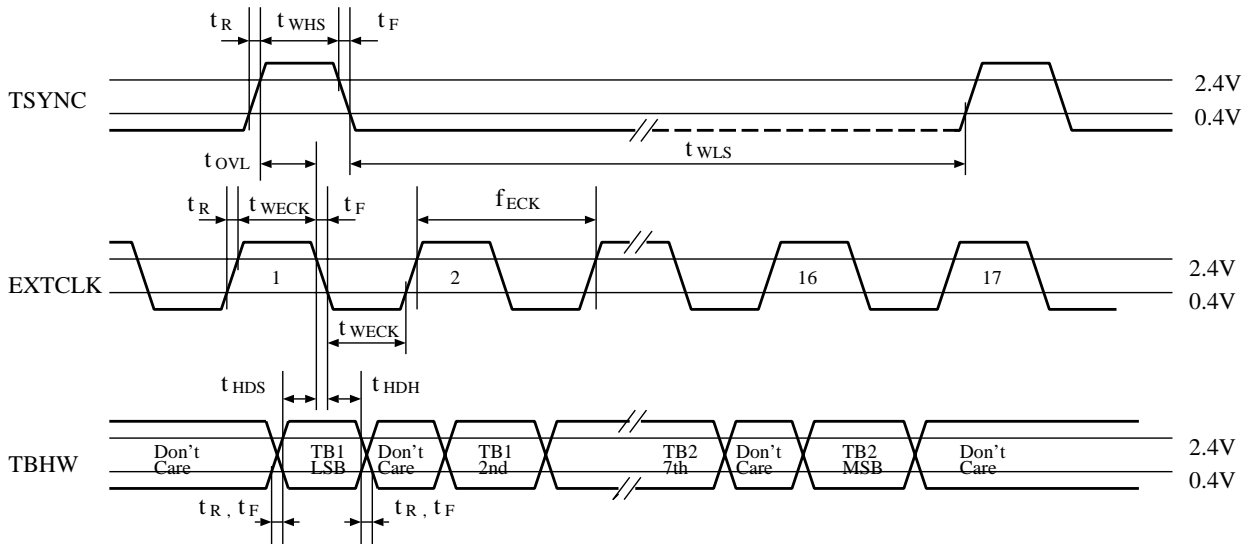 tR tWHS tF
TSYNC
2.4V
0.4V
tOVL tWLS
tR tWECK tF fECK
EXTCLK
1 2 16 17
2.4V
0.4V
tWECK
tHDS tHDH
TBHW
Don't Care
TB1 LSB
Don't Care
TB1 2nd
TB2 7th
Don't Care
TB2 MSB
Don't Care
2.4V
0.4V
tR , tF tR , tF